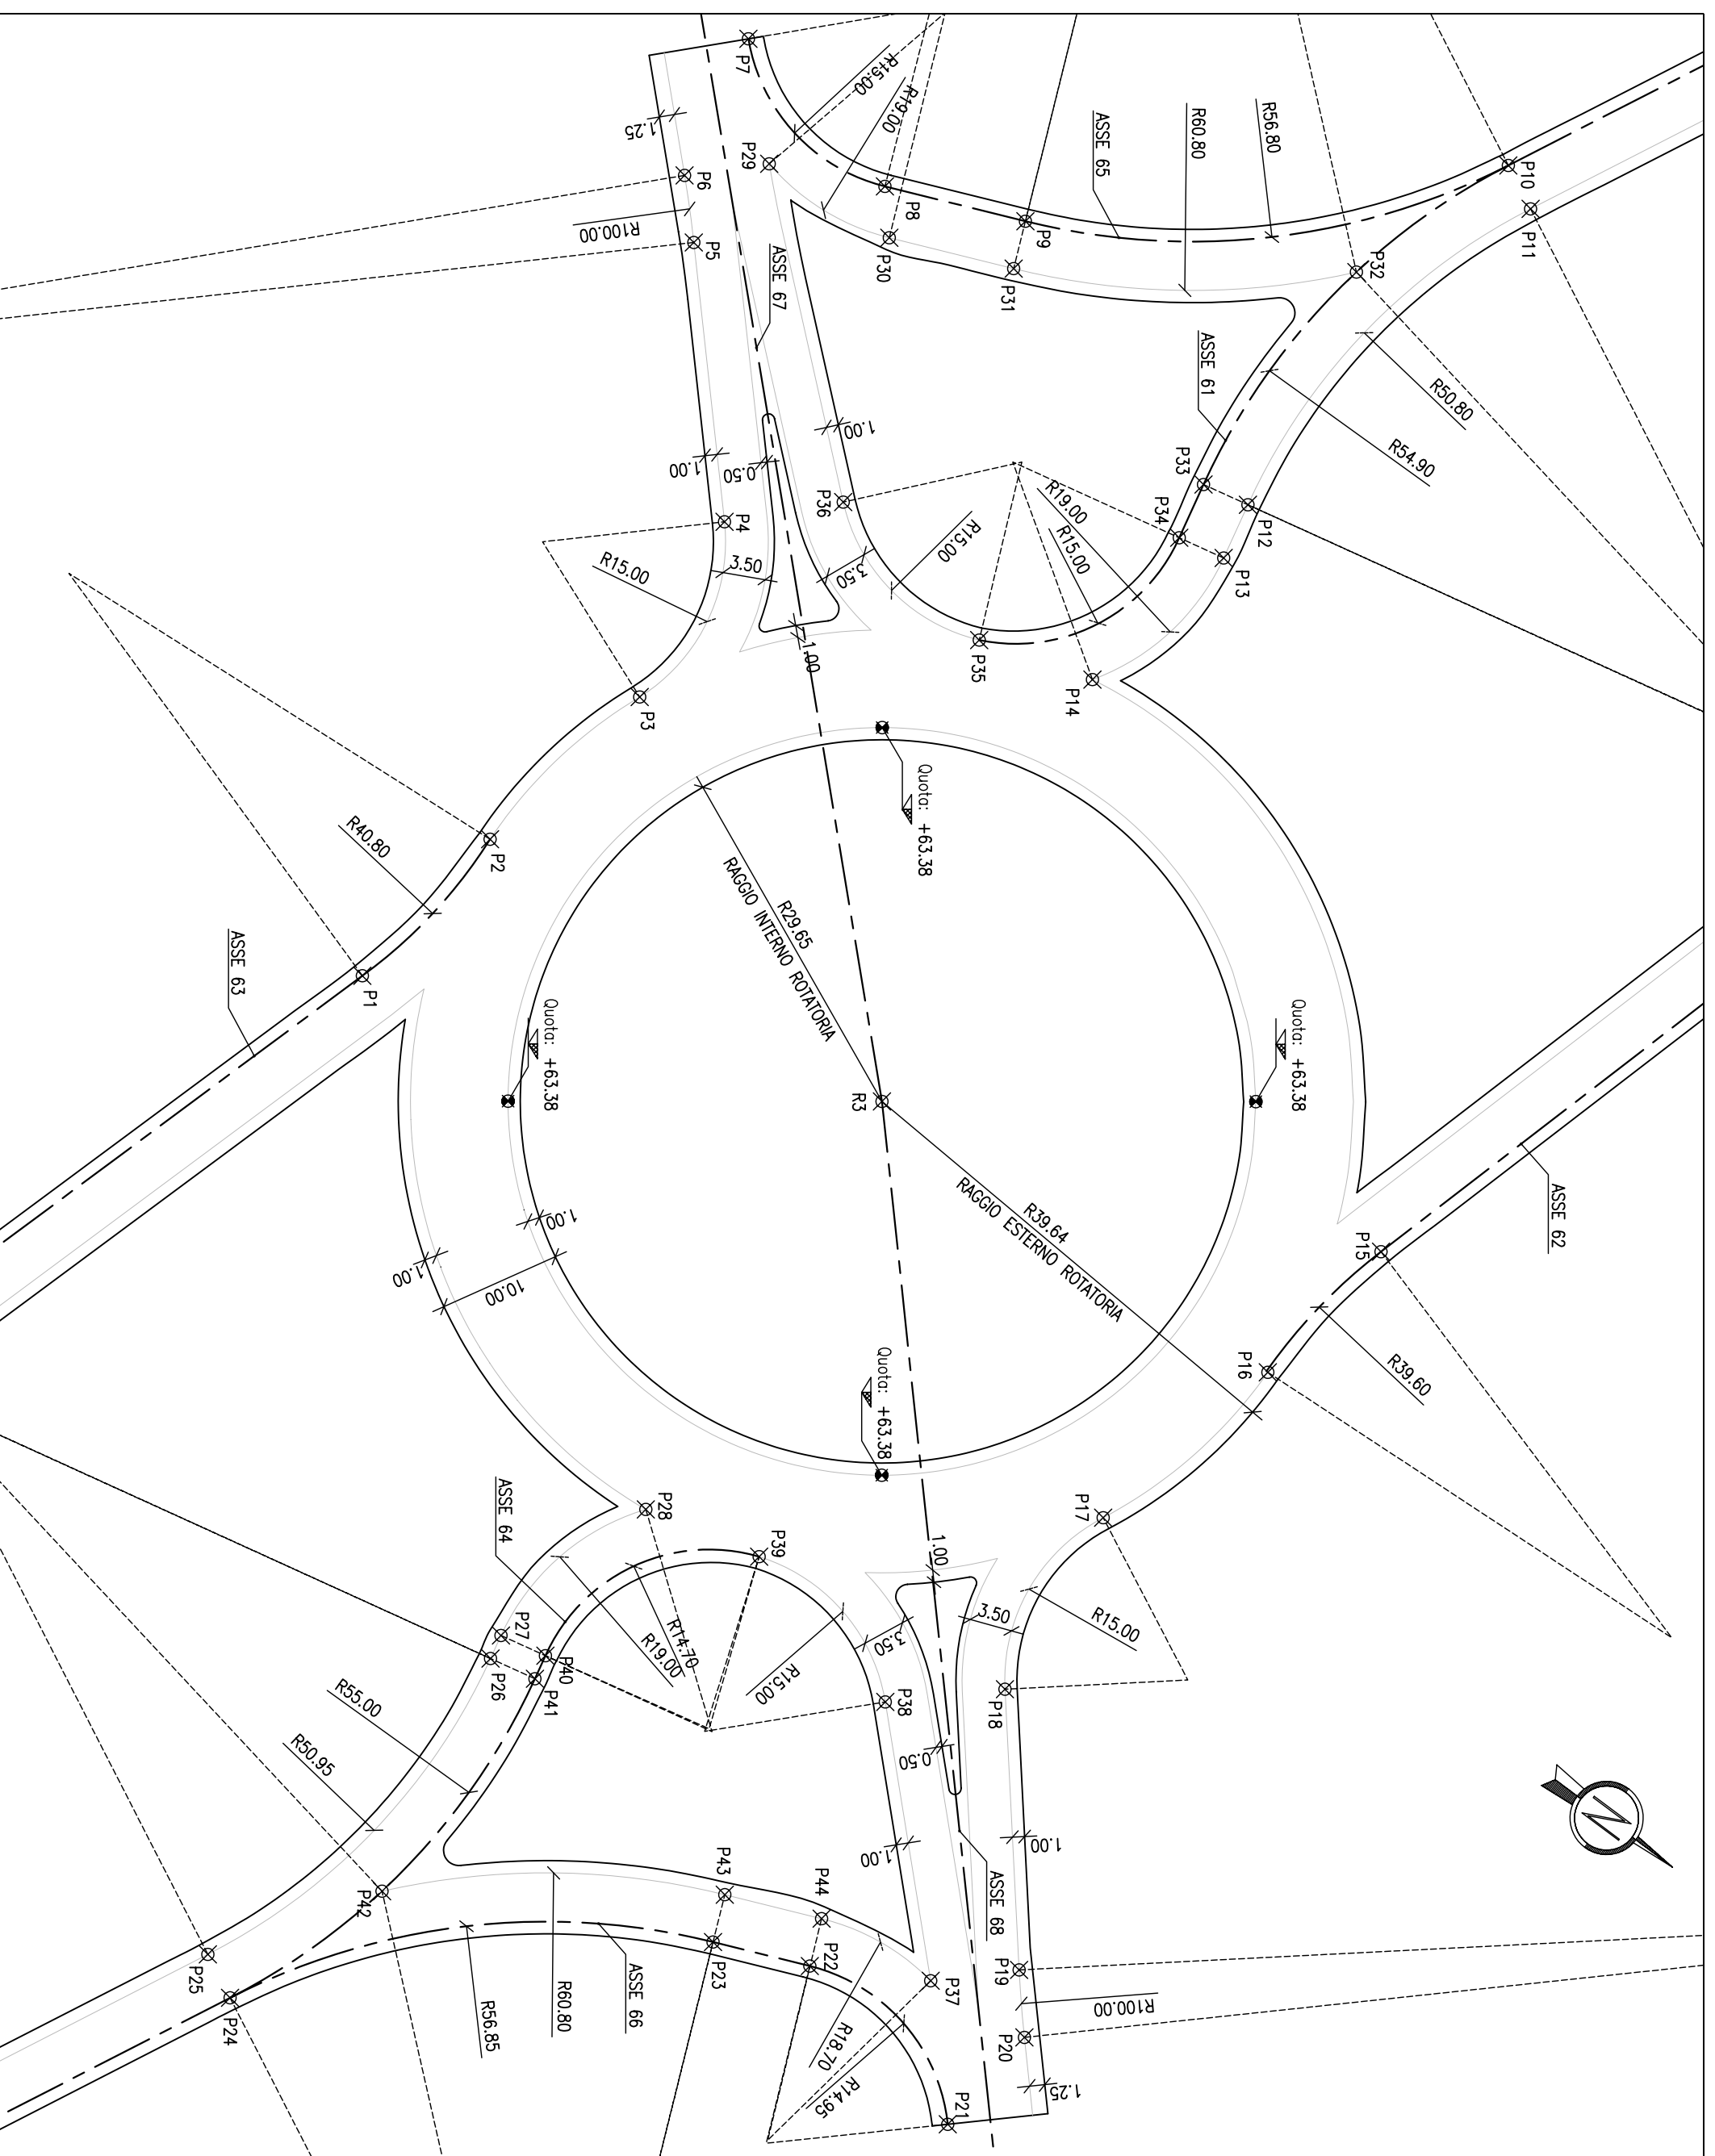 P7
R15.00
R19.00
R56.80
R60.80
ASSE 65
P10
P11
1.25
P29
P6
P8
P9
P32
R100.00
P5
P30
P31
ASSE 67
ASSE 61
R50.80
R54.90
1.00
1.00
0.50
P36
P33
P12
R19.00
P34
R15.00
P13
P4
R15.00
3.50
3.50
R15.00
1.00
P35
P14
P3
Quota: +63.38
R40.80
P2
R29.65
RAGGIO INTERNO ROTATORIA
ASSE 63
P1
Quota: +63.38
Quota: +63.38
R3
R39.64
RAGGIO ESTERNO ROTATORIA
ASSE 62
P15
1.00
1.00
10.00
P16
R39.60
Quota: +63.38
ASSE 64
P28
P39
1.00
P17
R15.00
3.50
3.50
P27
P40
R14.70
R19.00
P26
P41
R15.00
P38
P18
R55.00
R50.95
0.50
1.00
1.00
N
P42
P43
P44
ASSE 68
P25
P24
R56.85
R60.80
ASSE 66
P23
P22
P37
P19
R100.00
P20
R18.70
R14.95
P21
1.25